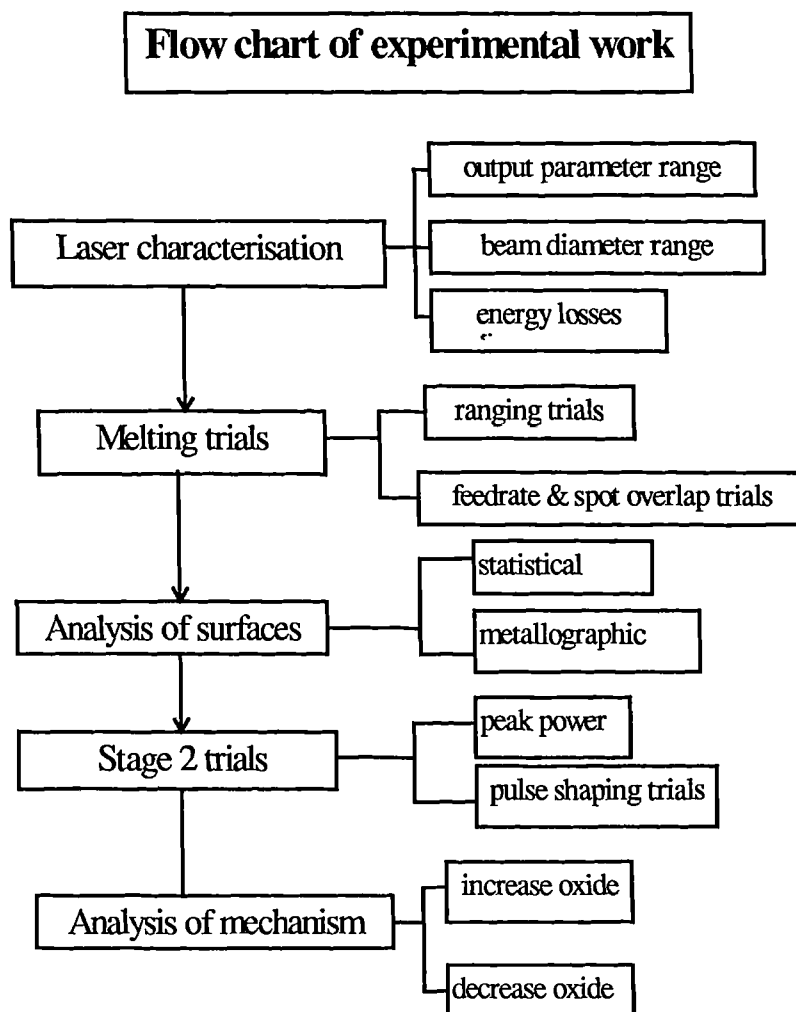 Flow chart of experimental work
output parameter range
Laser characterisation
beam diameter range
energy losses
ranging trials
Melting trials
feedrate & spot overlap trials
statistical
Analysis of surfaces
metallographic
peak power
Stage 2 trials
pulse shaping trials
increase oxide
Analysis of mechanism
decrease oxide